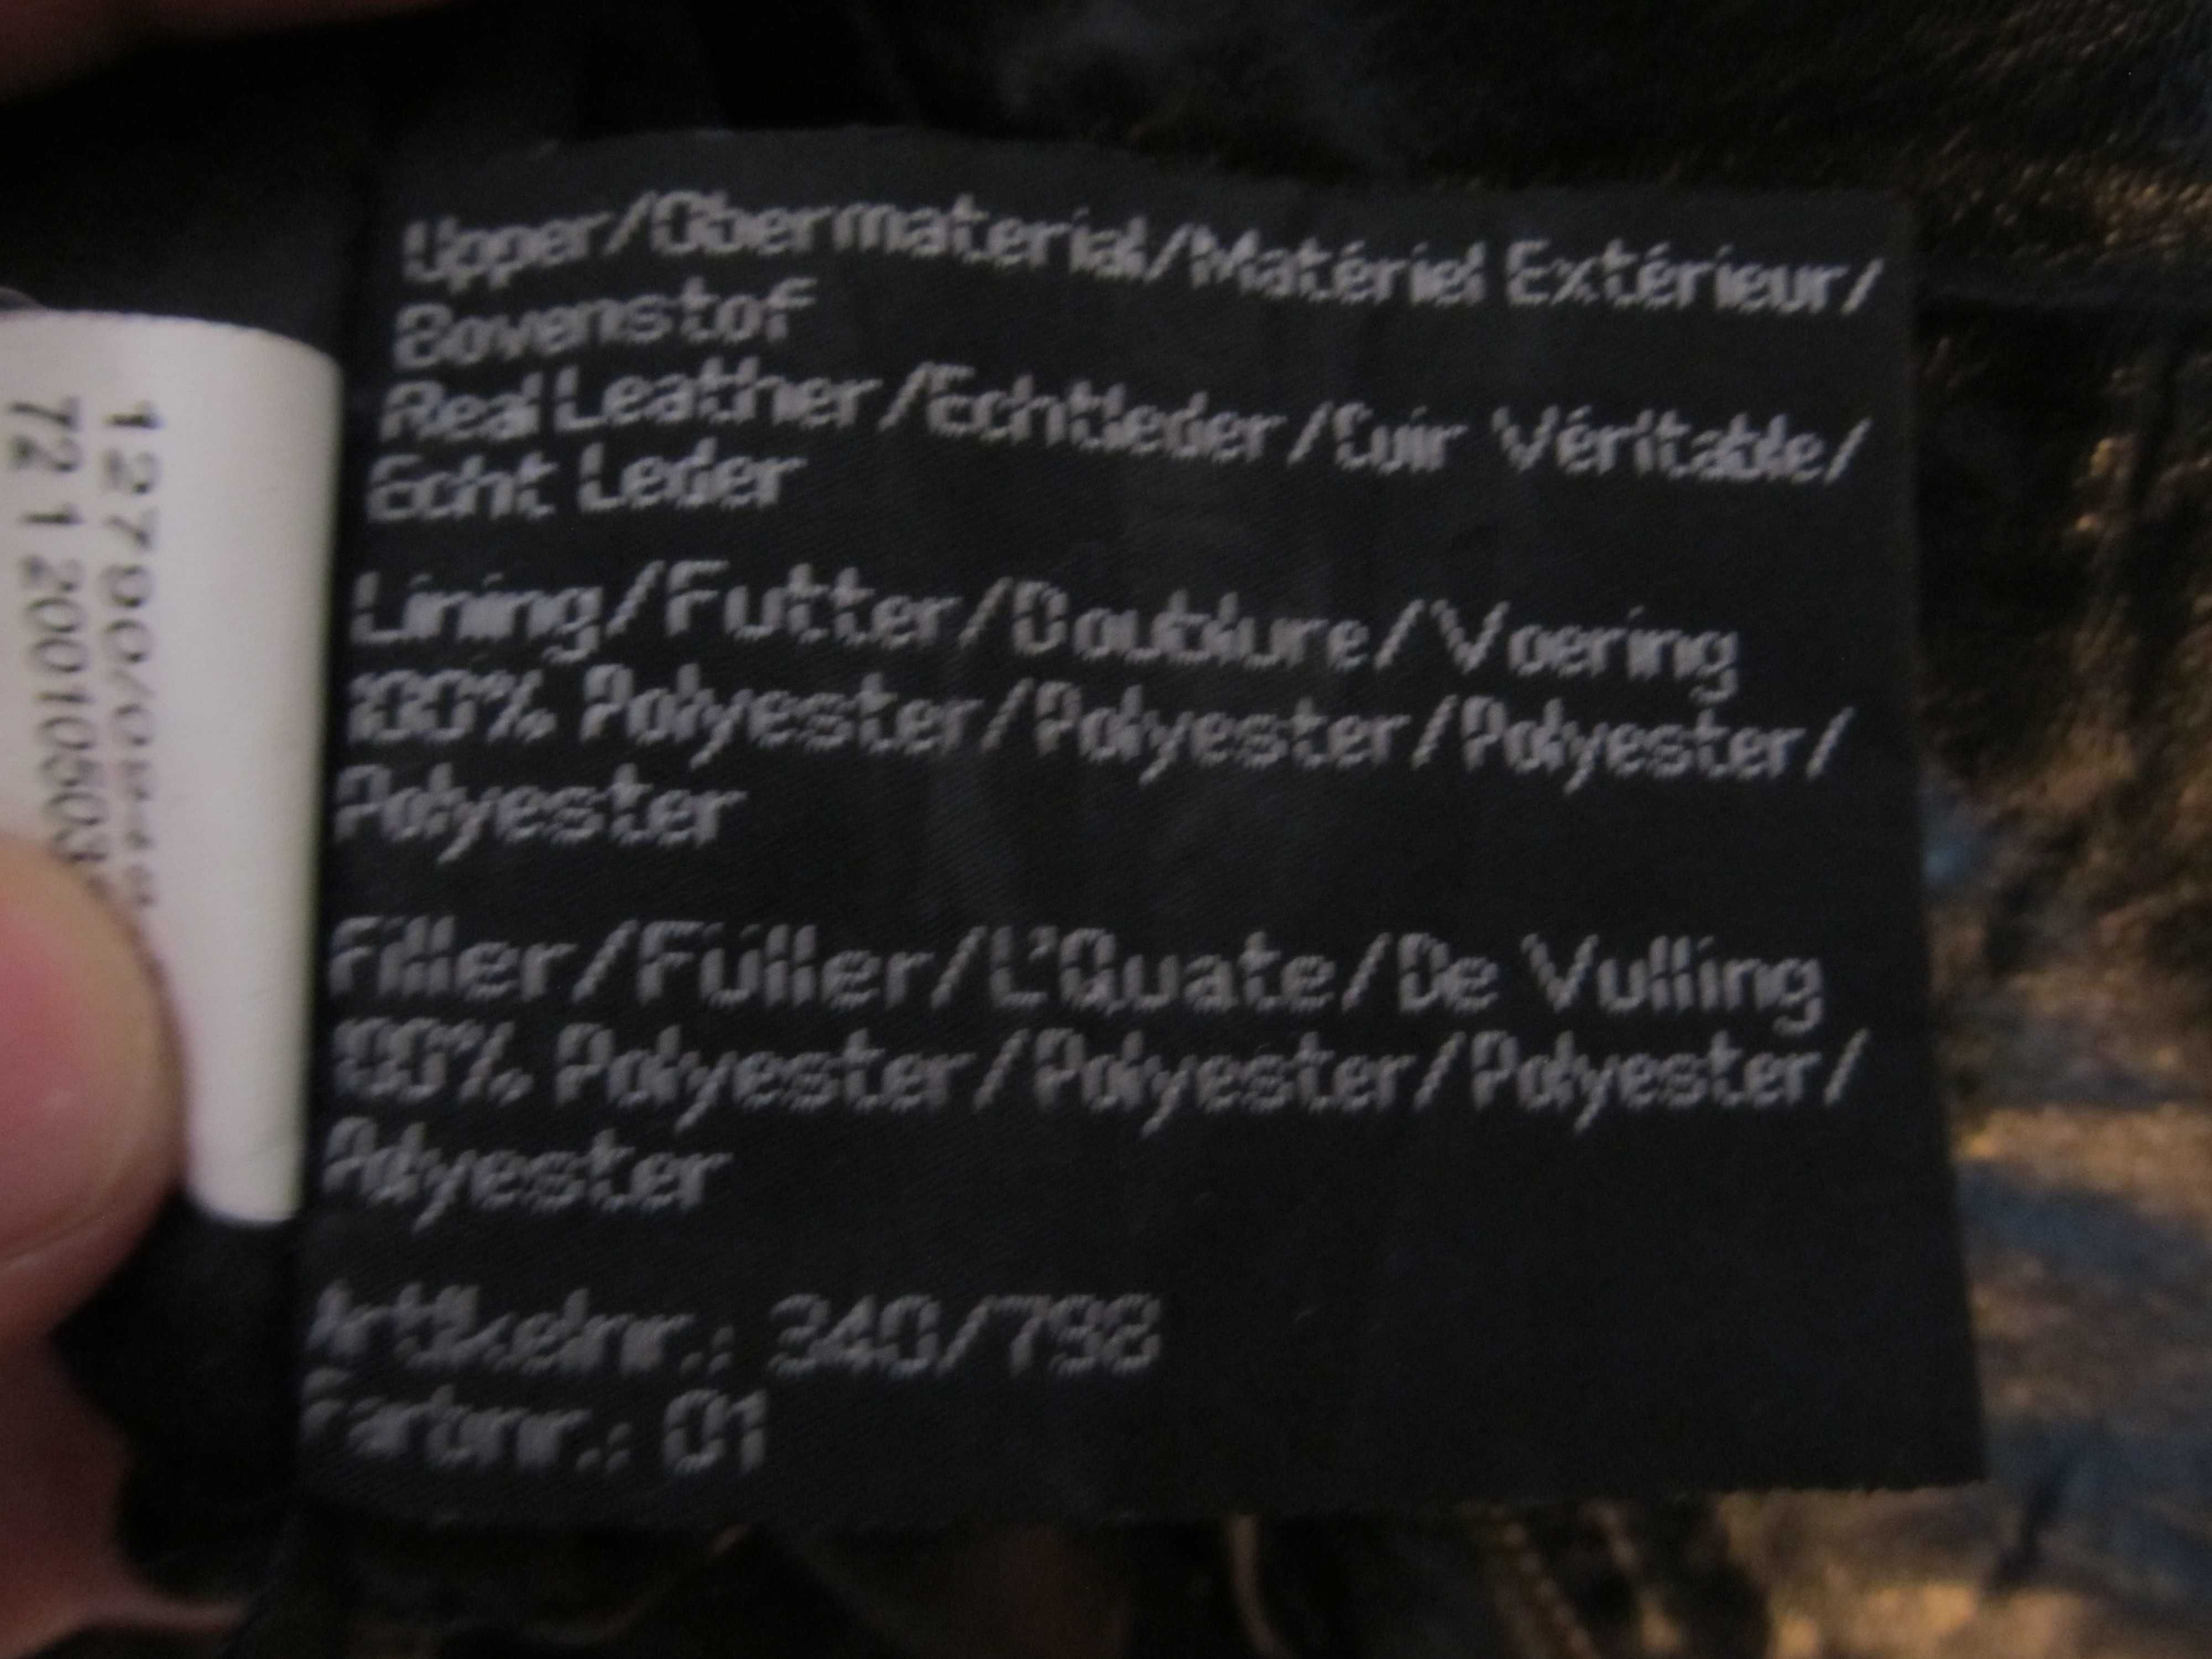 Upper/Obermaterial/Matériel Extérieur/
Bovenstof
Real Leather/Echtleder/Cuir Véritable/
Echt Leder
Lining/Futter/Doublure/Voering
100% Polyester/Polyester/Polyester/
Polyester
Filler/Füller/L'Quate/De Vulling
100% Polyester/Polyester/Polyester/
Polyester
Artikelnr.: 340/798
Farbnr.: 01